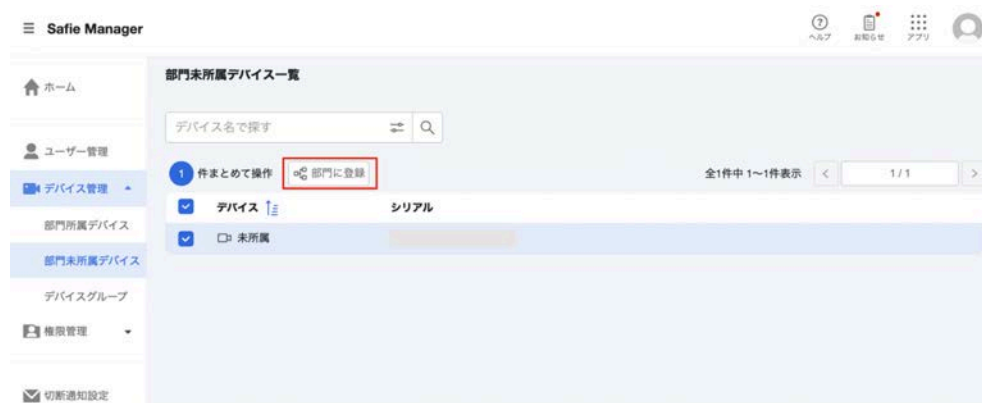 Safie Manager
ヘルプ
お知らせ
アプリ
ホーム
ユーザー管理
デバイス管理
部門所属デバイス
部門未所属デバイス
デバイスグループ
権限管理
切断通知設定
部門未所属デバイス一覧
デバイス名で探す
1 件まとめて操作 部門に登録 全1件中 1〜1件表示 < 1 / 1 >
デバイス シリアル
未所属